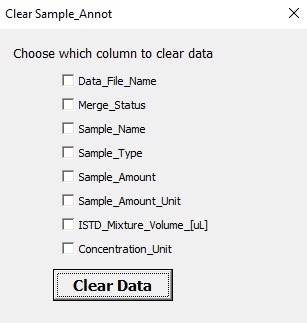 Clear Sample_Annot
Choose which column to clear data
Data_File_Name
Merge_Status
Sample_Name
Sample_Type
Sample_Amount
Sample_Amount_Unit
ISTD_Mixture_Volume_[uL]
Concentration_Unit
Clear Data